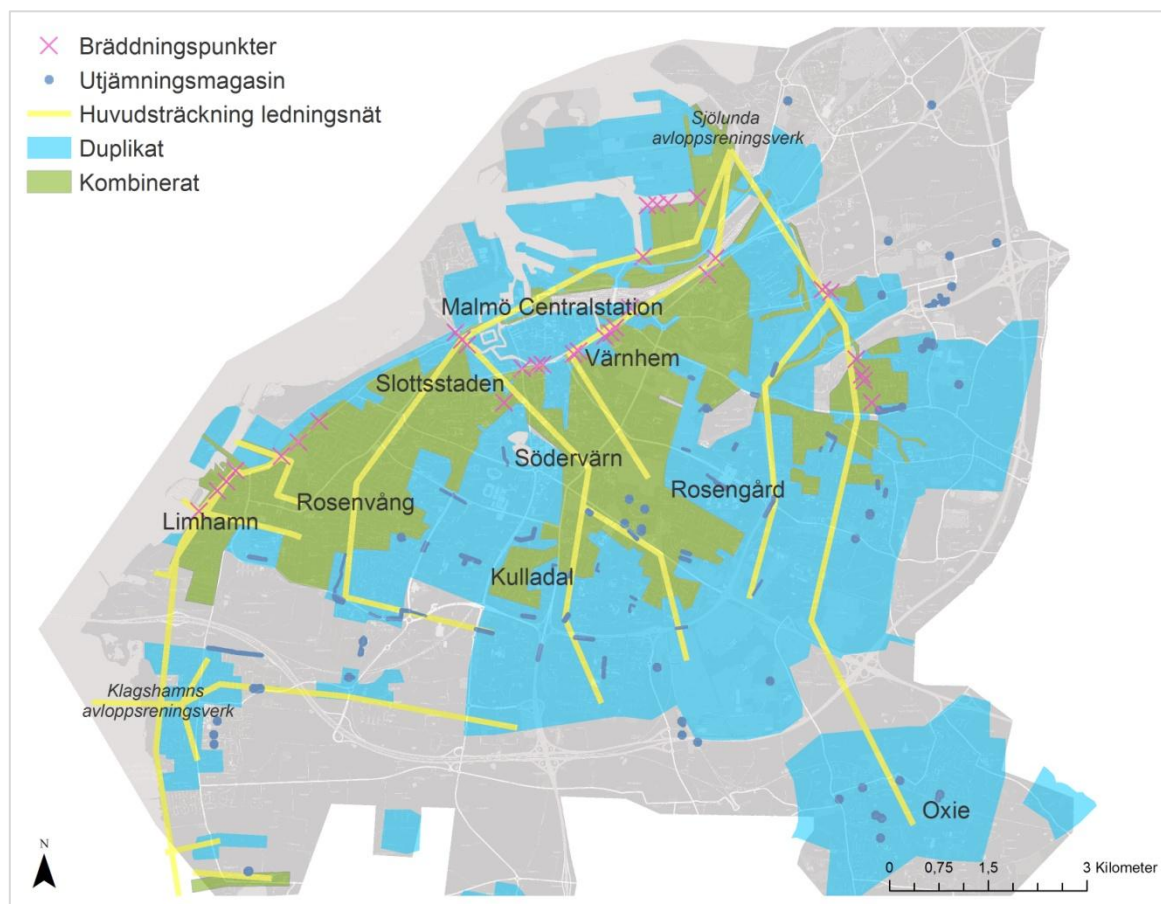 Bräddningspunkter
Utjämningsmagasin
Huvudsträckning ledningsnät
Duplikat
Kombinerat
Sjölunda
avloppsreningsverk
Malmö Centralstation
Värnhem
Slottsstaden
Södervärn
Rosengård
Rosenvång
Limhamn
Kulladal
Klagshamns
avloppsreningsverk
Oxie
N
0 0,75 1,5 3 Kilometer